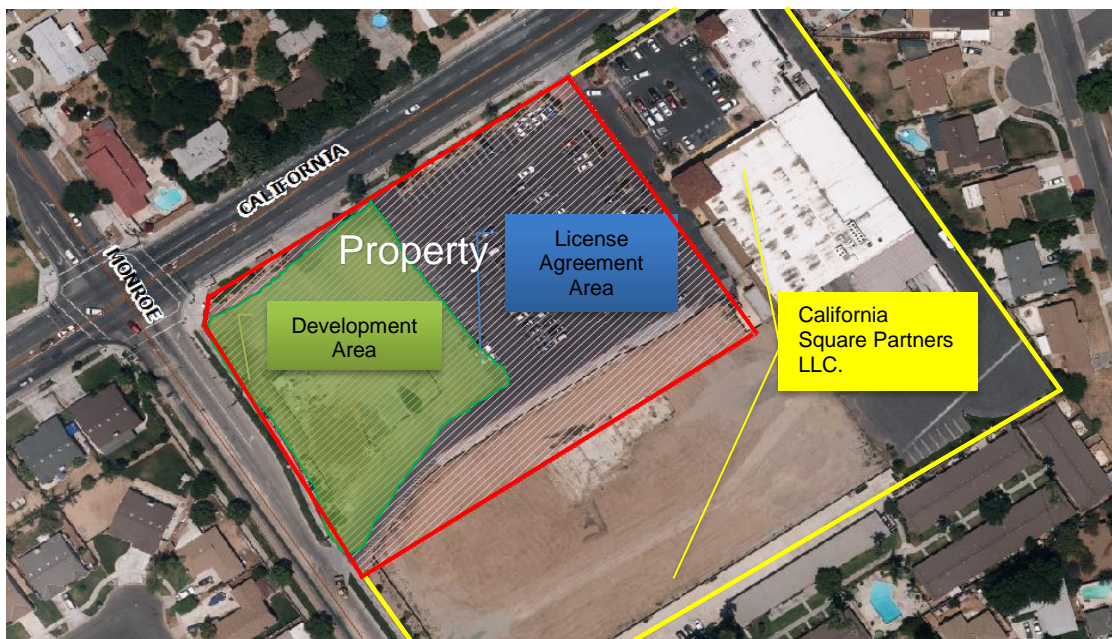 CALIFORNIA
MONROE
Property
License
Agreement
Area
Development
Area
California
Square Partners
LLC.